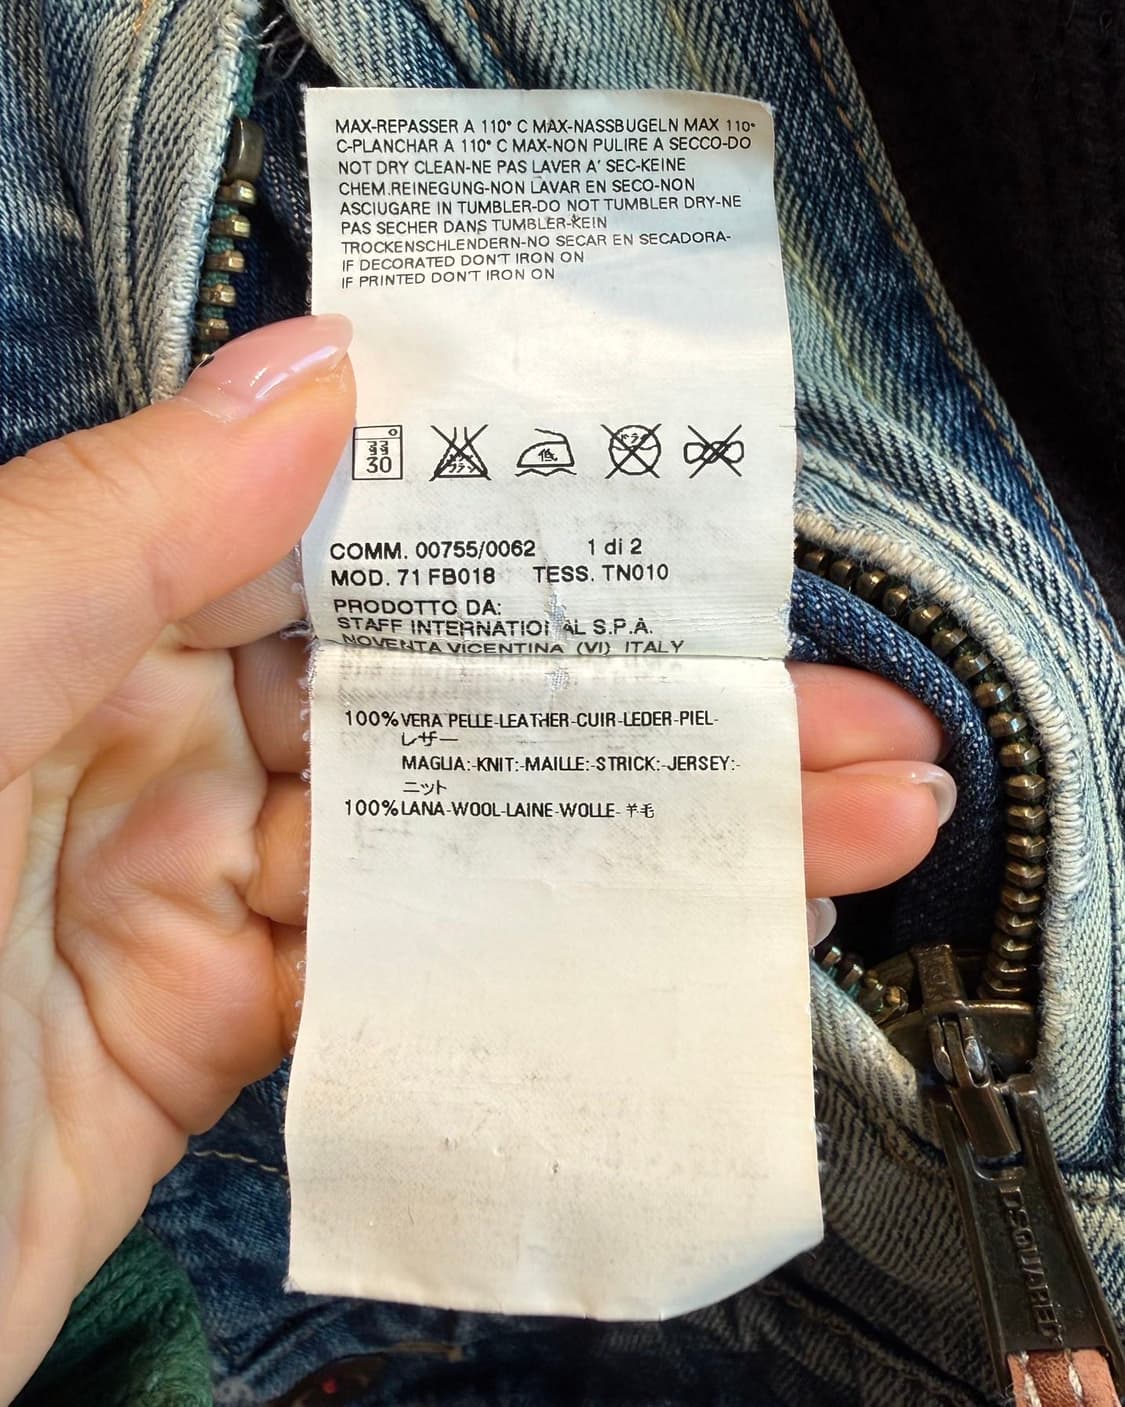 MAX-REPASSER A 110° C MAX-NASSBUGELN MAX 110°
C-PLANCHAR A 110° C MAX-NON PULIRE A SECCO-DO
NOT DRY CLEAN-NE PAS LAVER A' SEC-KEINE
CHEM.REINEGUNG-NON LAVAR EN SECO-NON
ASCIUGARE IN TUMBLER-DO NOT TUMBLER DRY-NE
PAS SECHER DANS TUMBLER-KEIN
TROCKENSCHLENDERN-NO SECAR EN SECADORA-
IF DECORATED DON'T IRON ON
IF PRINTED DON'T IRON ON
30
低
COMM. 00755/0062 1 di 2
MOD. 71 FB018 TESS. TN010
PRODOTTO DA:
STAFF INTERNATIONAL S.P.A.
NOVENTA VICENTINA (VI) ITALY
100% VERA PELLE-LEATHER-CUIR-LEDER-PIEL-
レザー
MAGLIA:-KNIT:-MAILLE:-STRICK:-JERSEY:-
ニット
100% LANA-WOOL-LAINE-WOLLE-羊毛
DSQUARED